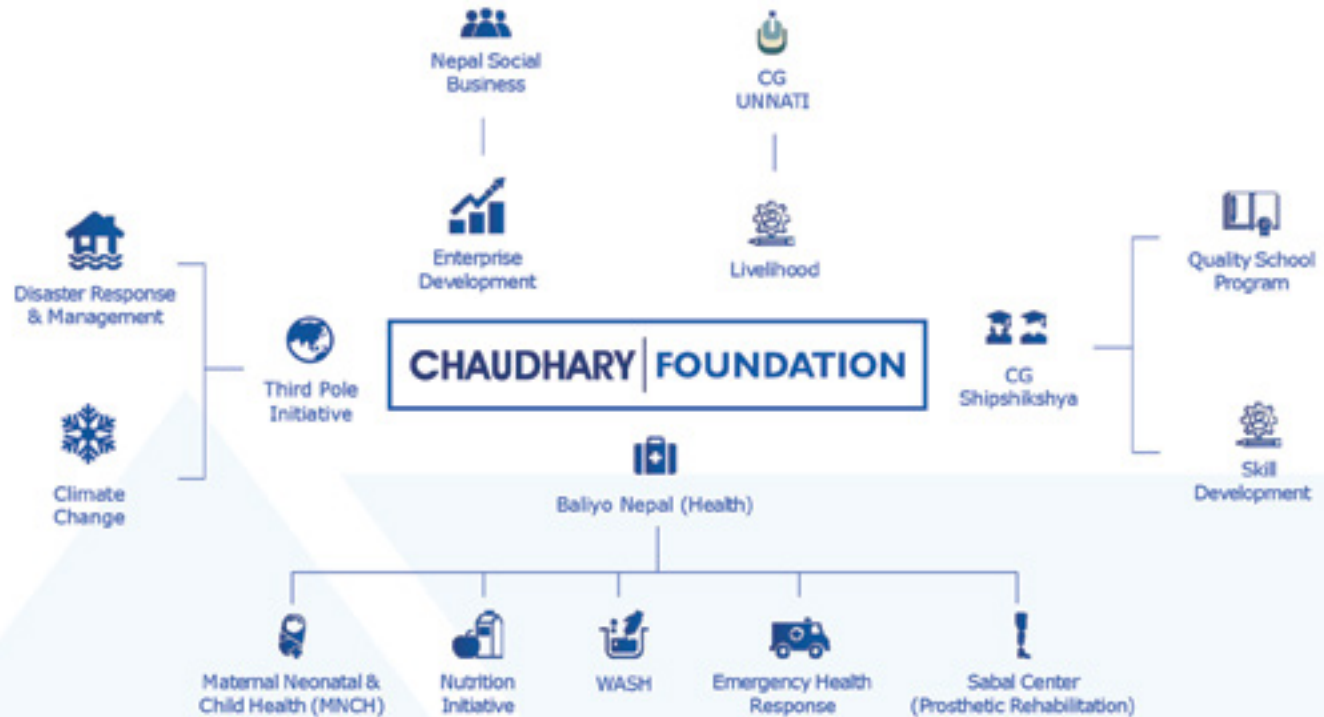 Nepal Social
Business
CG
UNNATI
Enterprise
Development
Livelihood
Disaster Response
& Management
Quality School
Program
Third Pole
Initiative
CHAUDHARY FOUNDATION
CG
Shipshikshya
Climate
Change
Skill
Development
Baliyo Nepal (Health)
Maternal Neonatal &
Child Health (MNCH)
Nutrition
Initiative
WASH
Emergency Health
Response
Sabal Center
(Prosthetic Rehabilitation)